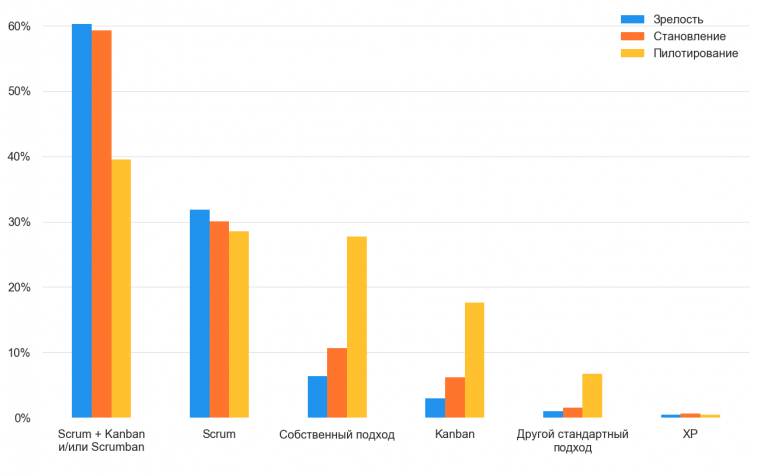 60%
Зрелость
Становление
Пилотирование
50%
40%
30%
20%
10%
0%
Scrum + Kanban
и/или Scrumban
Scrum
Собственный подход
Kanban
Другой стандартный
подход
XP